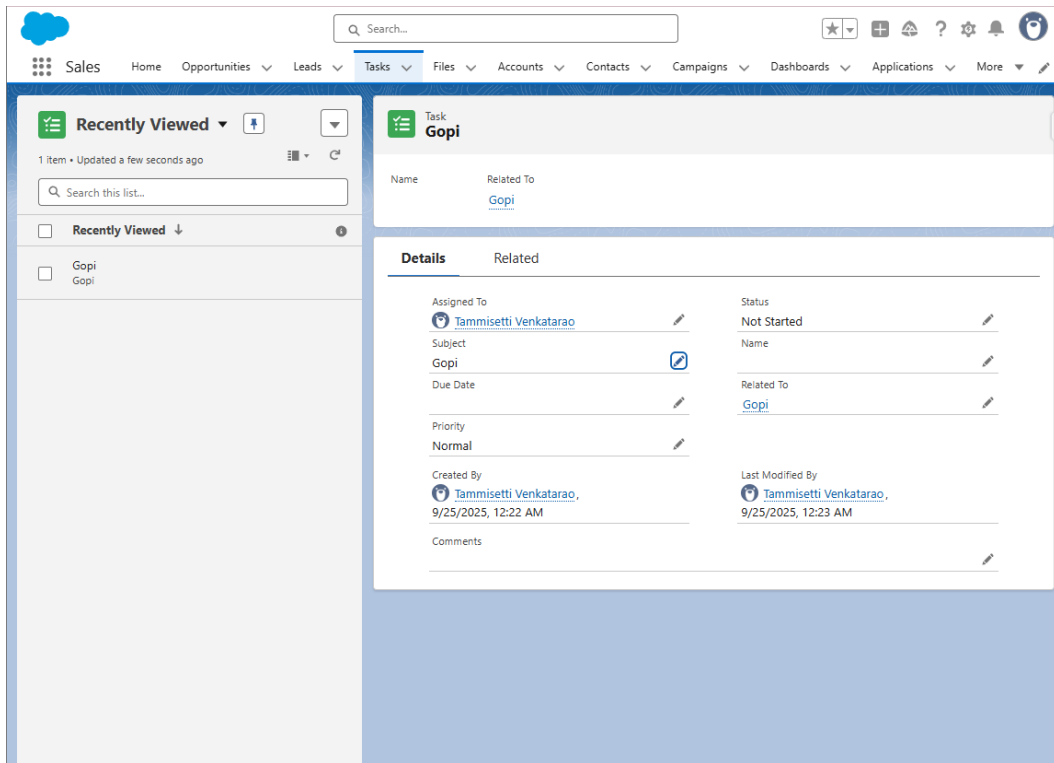 Search...
Sales Home Opportunities Leads Tasks Files Accounts Contacts Campaigns Dashboards Applications More
Recently Viewed
1 item • Updated a few seconds ago
Search this list...
Recently Viewed
Gopi
Gopi
Task
Gopi
Name Related To
Gopi
Details Related
Assigned To Status
Tammisetti Venkatarao Not Started
Subject Name
Gopi
Due Date Related To
Gopi
Priority
Normal
Created By Last Modified By
Tammisetti Venkatarao, Tammisetti Venkatarao,
9/25/2025, 12:22 AM 9/25/2025, 12:23 AM
Comments